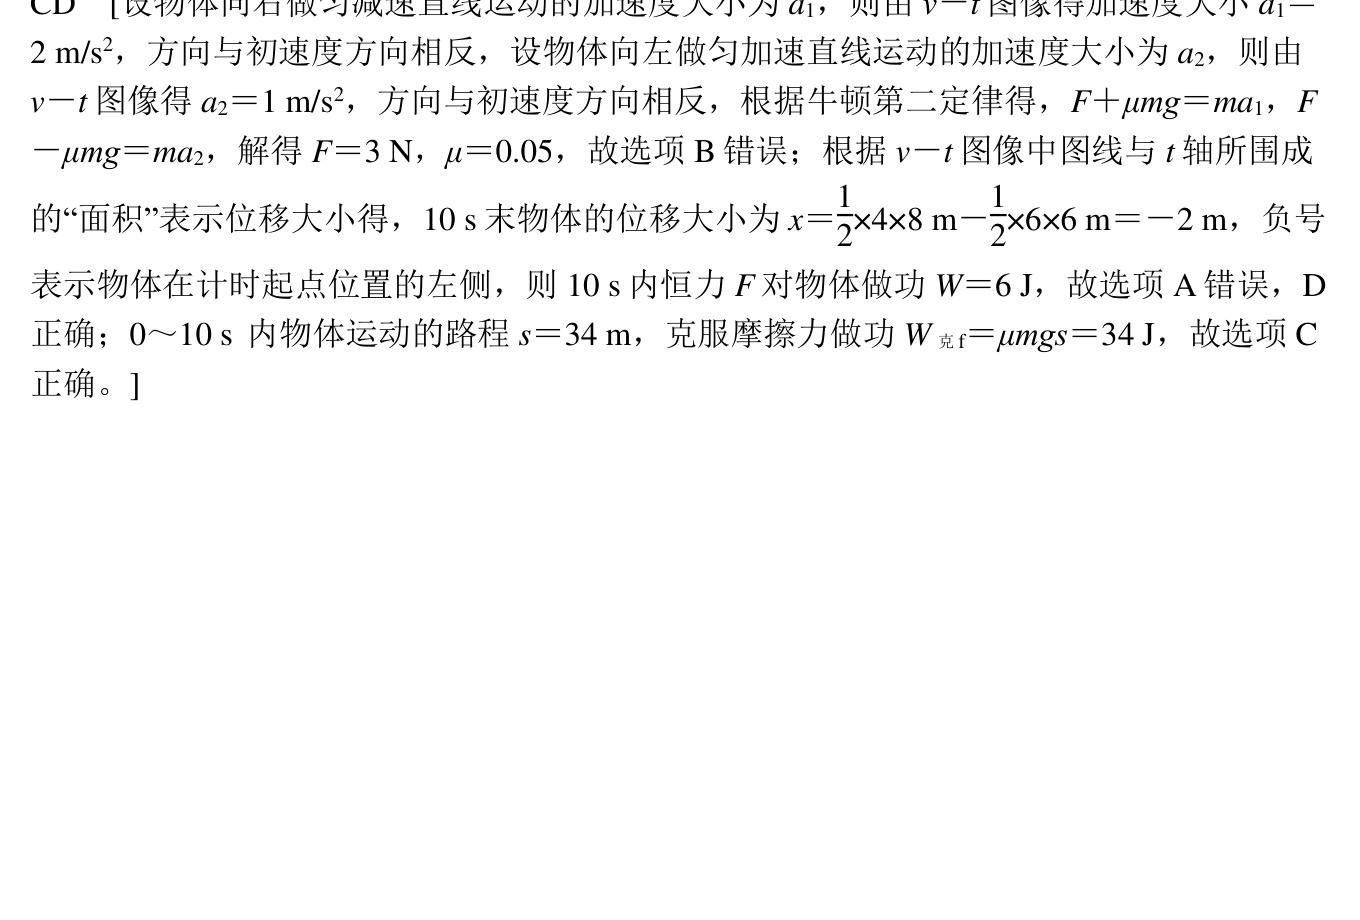 CD [设物体向右做匀减速直线运动的加速度大小为 a₁，则由 v－t 图像得加速度大小 a₁＝
2 m/s²，方向与初速度方向相反，设物体向左做匀加速直线运动的加速度大小为 a₂，则由
v－t 图像得 a₂＝1 m/s²，方向与初速度方向相反，根据牛顿第二定律得，F＋μmg＝ma₁，F
－μmg＝ma₂，解得 F＝3 N，μ＝0.05，故选项 B 错误；根据 v－t 图像中图线与 t 轴所围成
的“面积”表示位移大小得，10 s 末物体的位移大小为 x＝1/2×4×8 m－1/2×6×6 m＝－2 m，负号
表示物体在计时起点位置的左侧，则 10 s 内恒力 F 对物体做功 W＝6 J，故选项 A 错误，D
正确；0～10 s 内物体运动的路程 s＝34 m，克服摩擦力做功 W克f＝μmgs＝34 J，故选项 C
正确。]